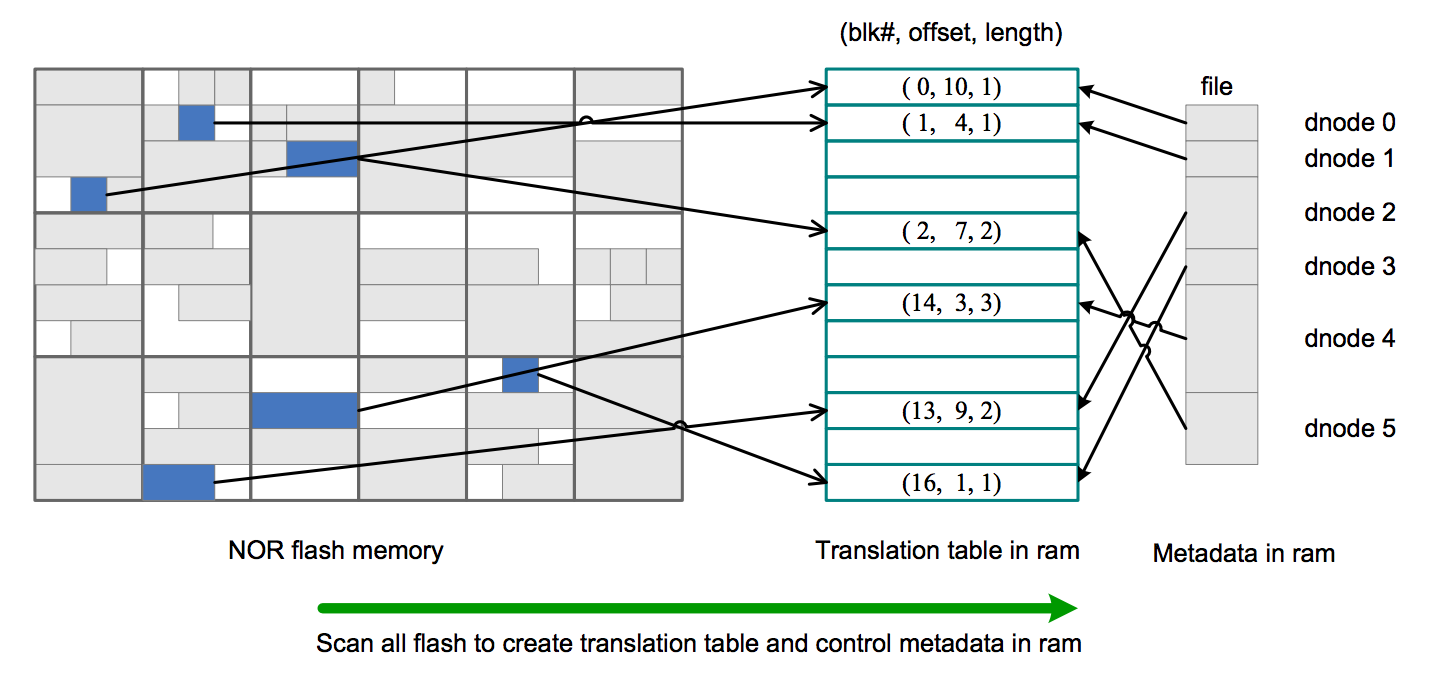 (blk#, offset, length)
file
( 0, 10, 1)
( 1, 4, 1)
( 2, 7, 2)
(14, 3, 3)
(13, 9, 2)
(16, 1, 1)
dnode 0
dnode 1
dnode 2
dnode 3
dnode 4
dnode 5
NOR flash memory
Translation table in ram
Metadata in ram
Scan all flash to create translation table and control metadata in ram